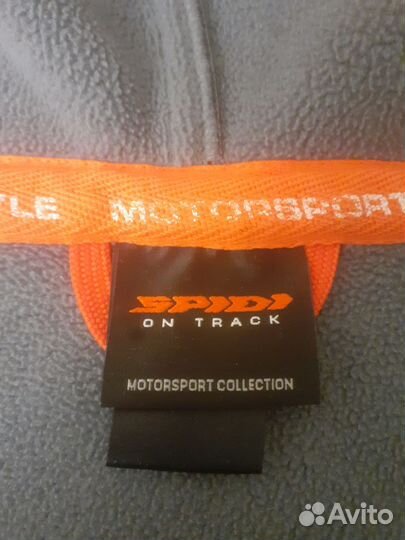 TLE MOTORSPORT
SPIDI
ON TRACK
MOTORSPORT COLLECTION
Avito